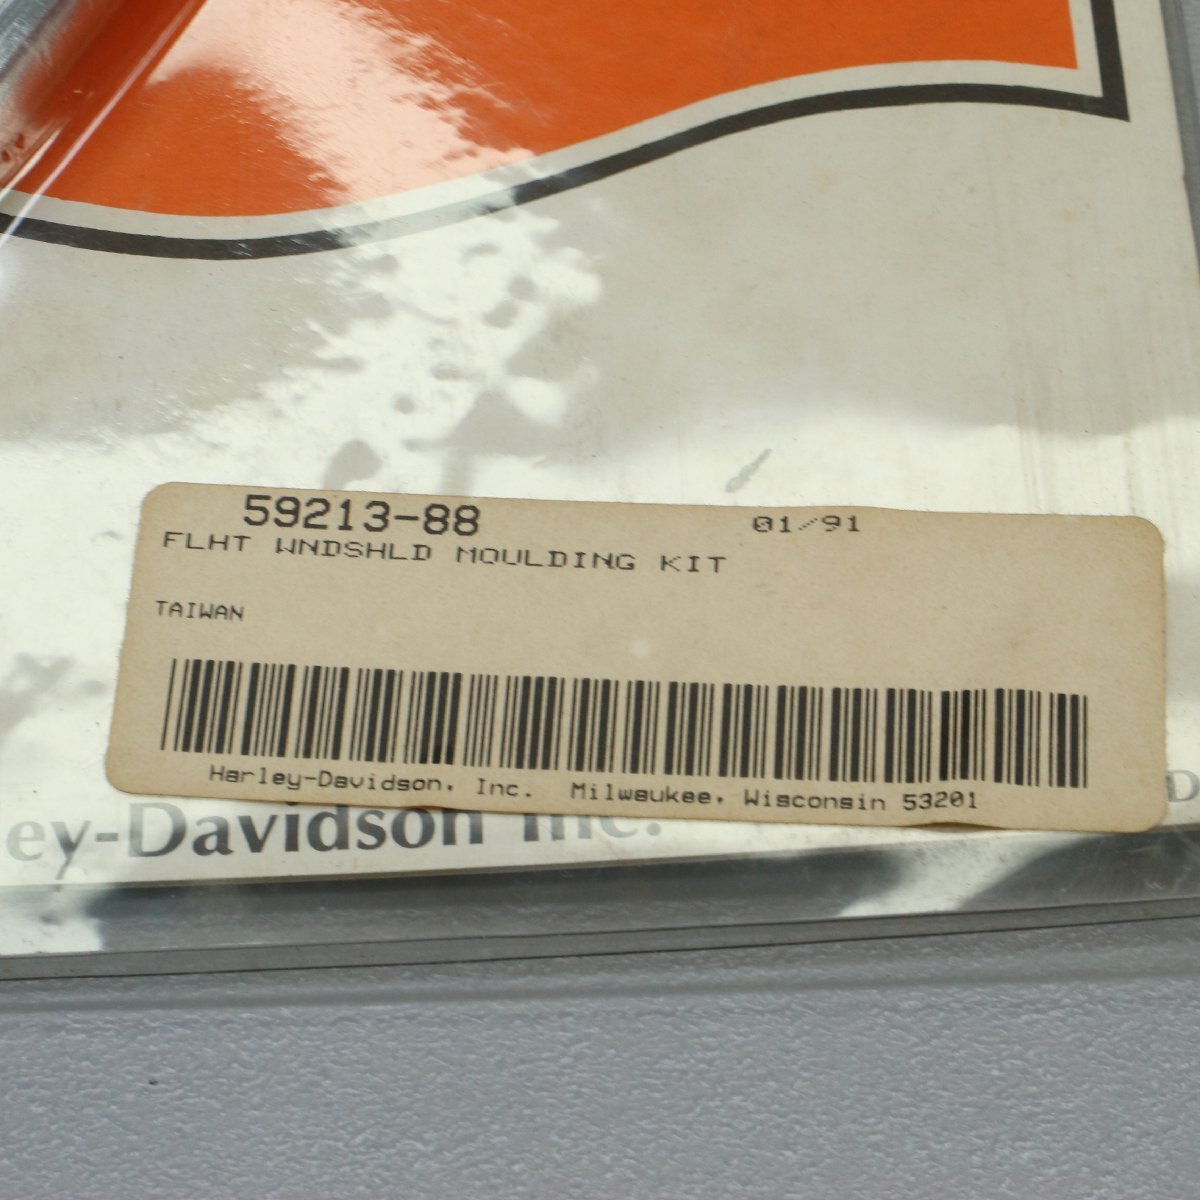 59213-88 01/91
FLHT WNDSHLD MOULDING KIT
TAIWAN
Harley-Davidson, Inc. Milwaukee, Wisconsin 53201
ey-Davidson Inc.
D